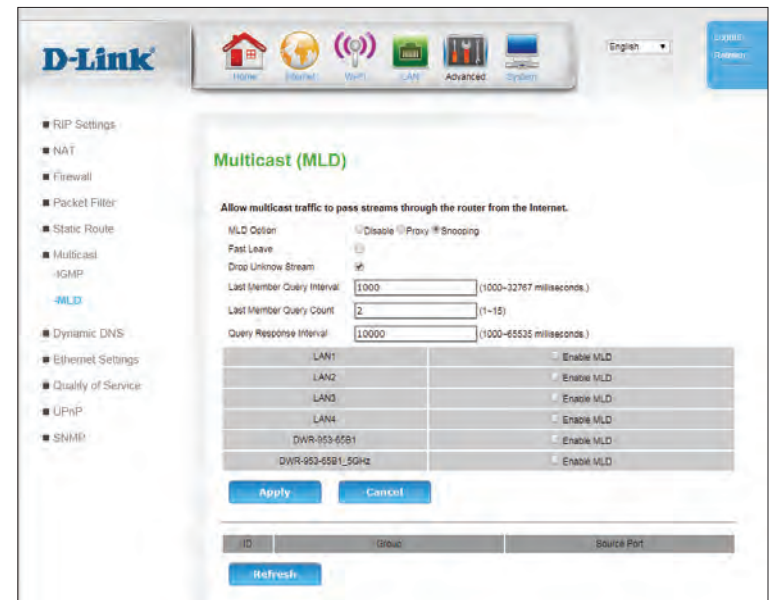 D-Link
Home Internet Wi-Fi LAN Advanced System
English
Logout
RIP Settings
NAT
Firewall
Packet Filter
Static Route
Multicast
-IGMP
-MLD
Dynamic DNS
Ethernet Settings
Quality of Service
UPnP
SNMP
Multicast (MLD)
Allow multicast traffic to pass streams through the router from the Internet.
MLD Option Disable Proxy Snooping
Fast Leave
Drop Unknow Stream
Last Member Query Interval 1000 (1000~32767 milliseconds.)
Last Member Query Count 2 (1~15)
Query Response Interval 10000 (1000~65535 milliseconds.)
LAN1 Enable MLD
LAN2 Enable MLD
LAN3 Enable MLD
LAN4 Enable MLD
DWR-953-65B1 Enable MLD
DWR-953-65B1_5GHz Enable MLD
Apply Cancel
ID Group Source Port
Refresh